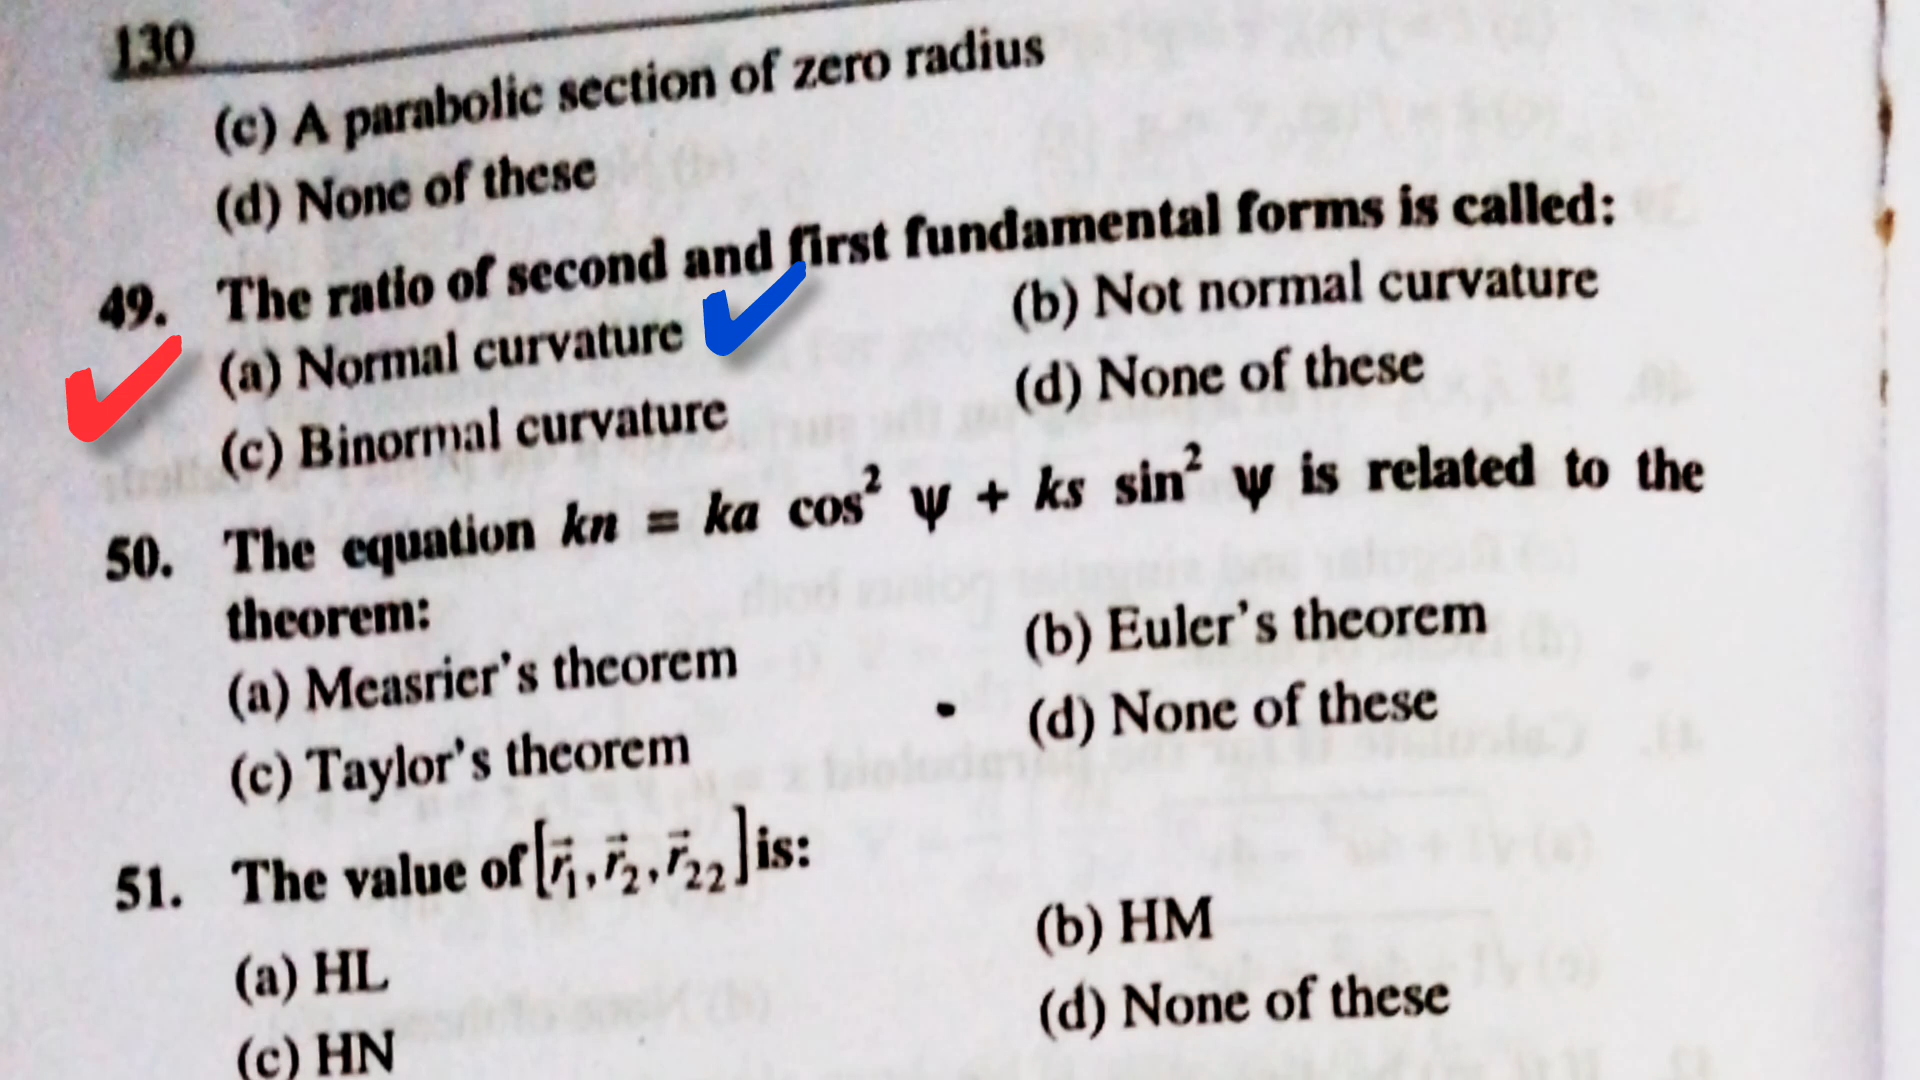 130
(c) A parabolic section of zero radius
(d) None of these
49. The ratio of second and first fundamental forms is called:
(a) Normal curvature (b) Not normal curvature
(c) Binormal curvature (d) None of these
50. The equation kn = ka cos² ψ + ks sin² ψ is related to the
theorem:
(a) Measrier's theorem (b) Euler's theorem
(c) Taylor's theorem (d) None of these
51. The value of [r⃗₁, r⃗₂, r⃗₂₂] is:
(a) HL (b) HM
(c) HN (d) None of these